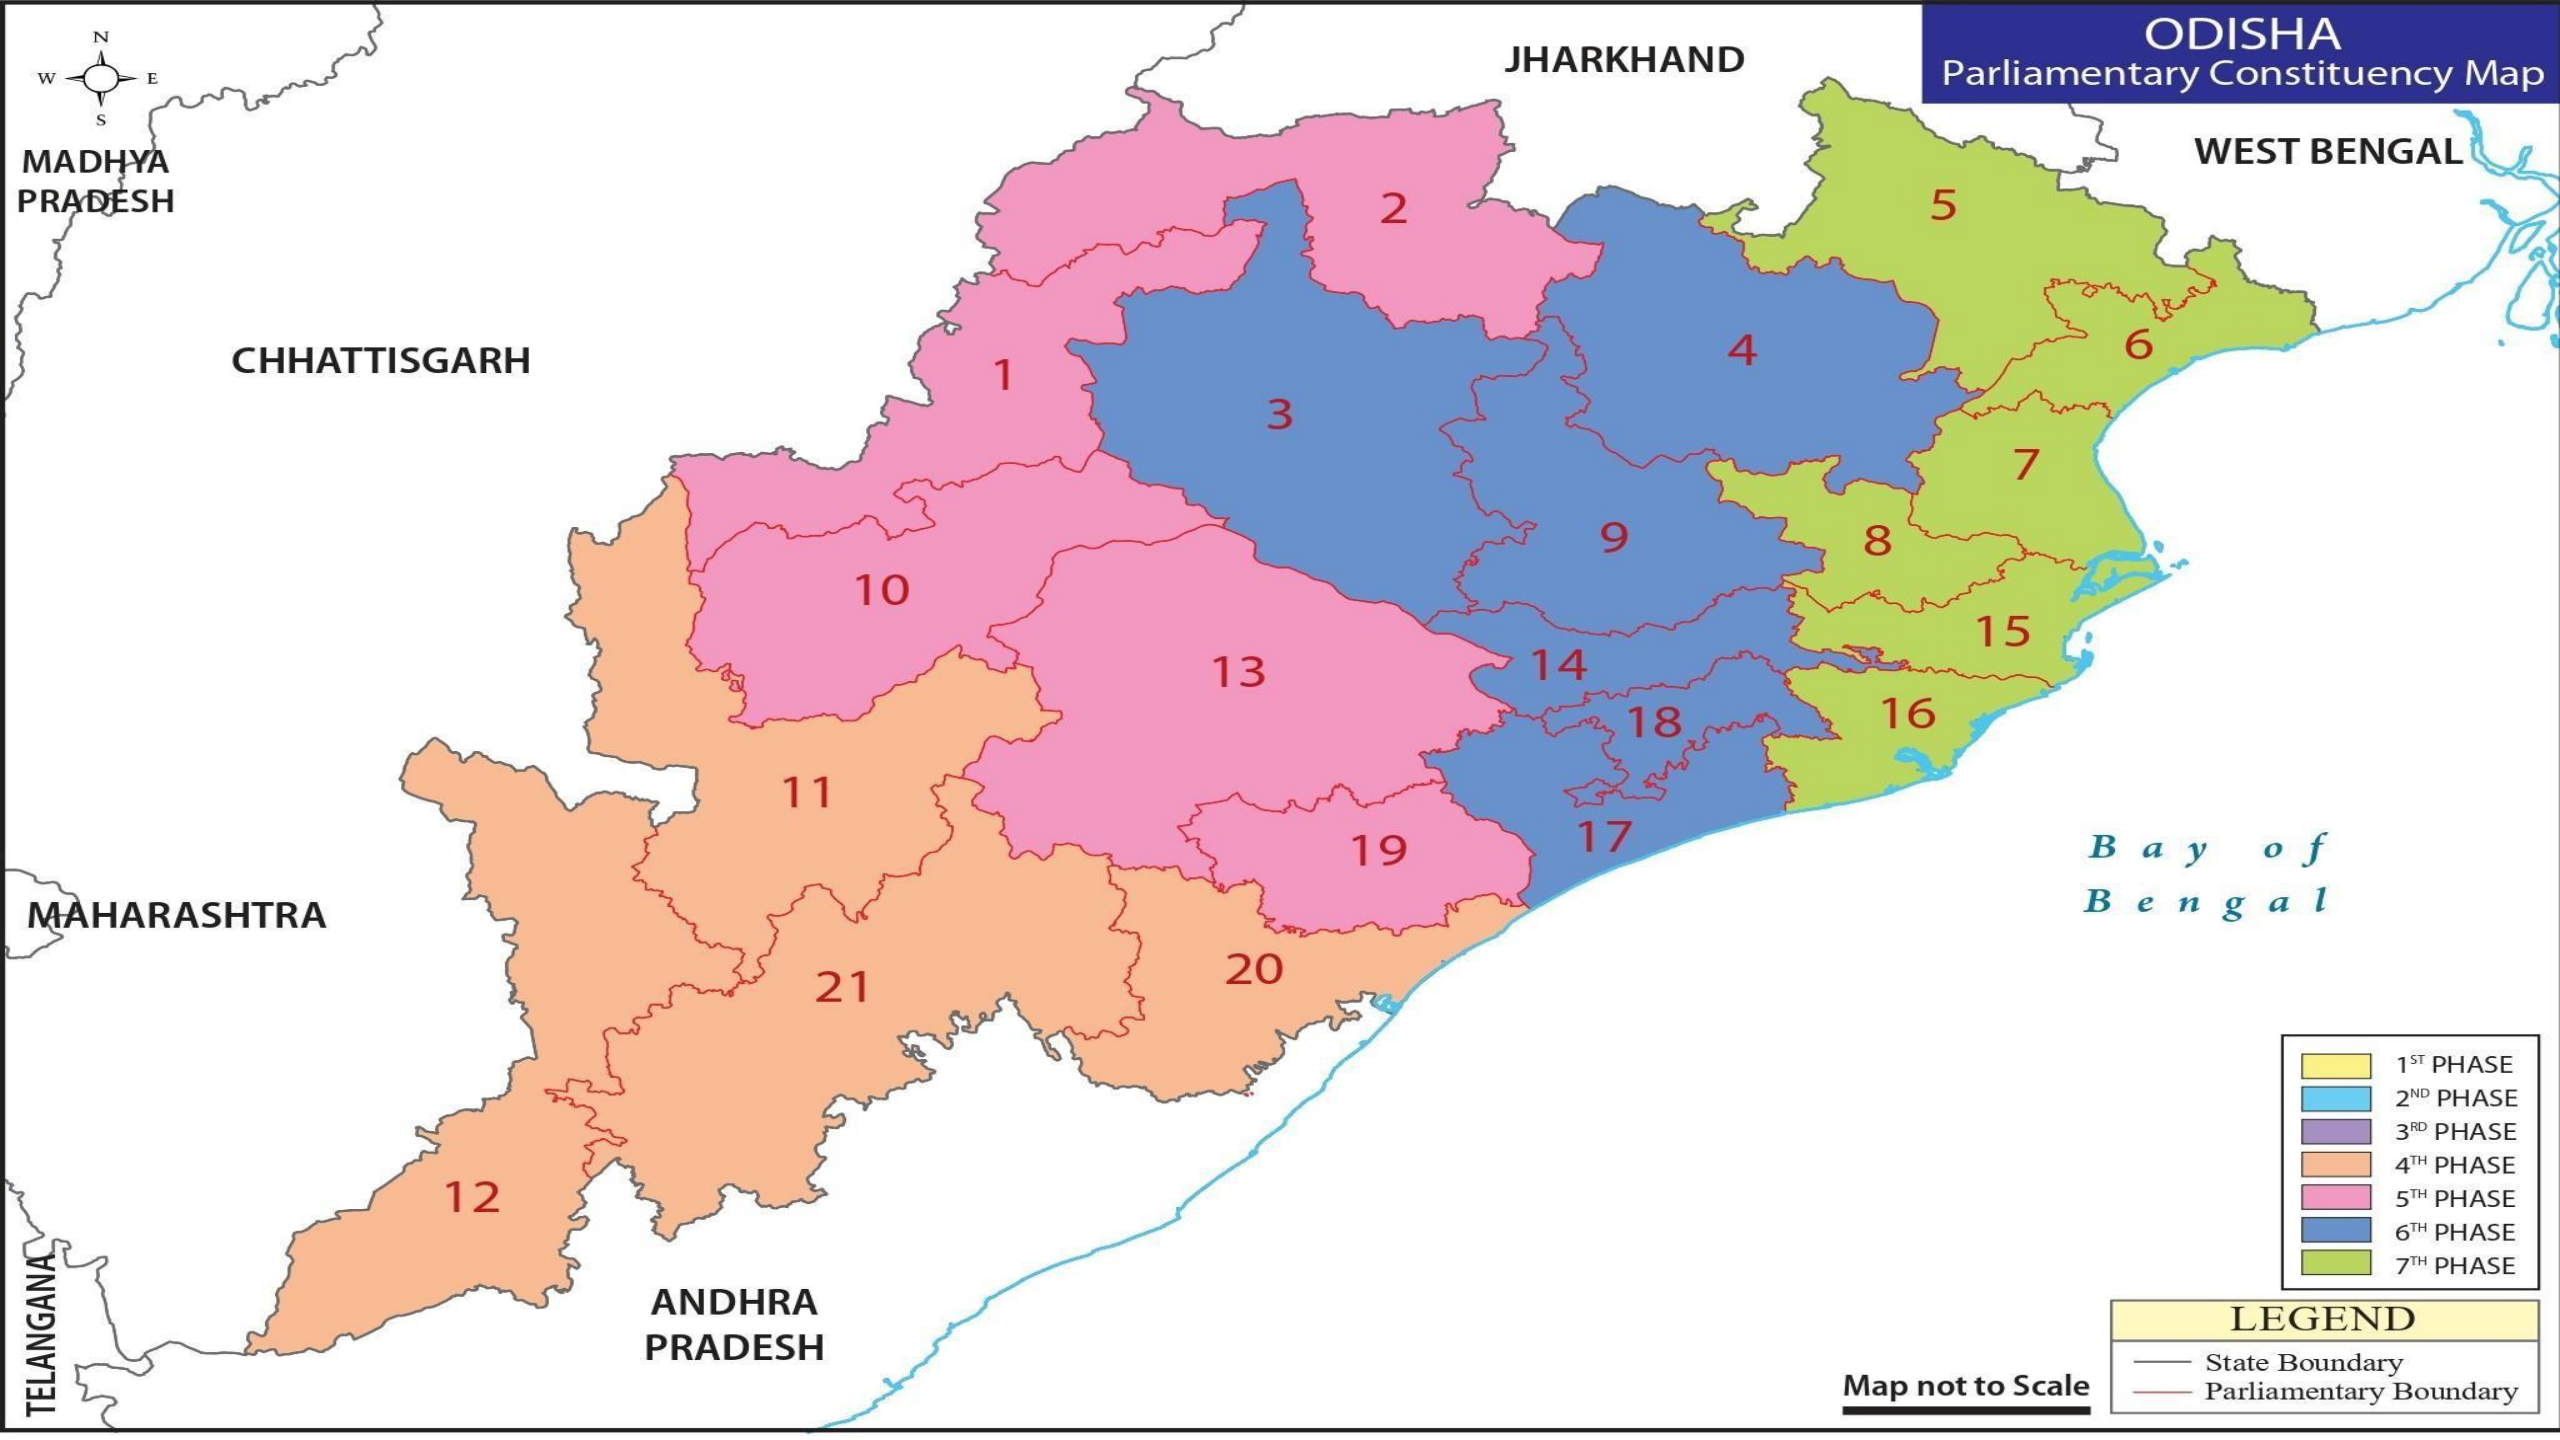 ODISHA
Parliamentary Constituency Map
N
W E
S
JHARKHAND
WEST BENGAL
MADHYA
PRADESH
CHHATTISGARH
MAHARASHTRA
TELANGANA
ANDHRA
PRADESH
Bay of
Bengal
1
2
3
4
5
6
7
8
9
10
11
12
13
14
15
16
17
18
19
20
21
1ST PHASE
2ND PHASE
3RD PHASE
4TH PHASE
5TH PHASE
6TH PHASE
7TH PHASE
LEGEND
State Boundary
Parliamentary Boundary
Map not to Scale